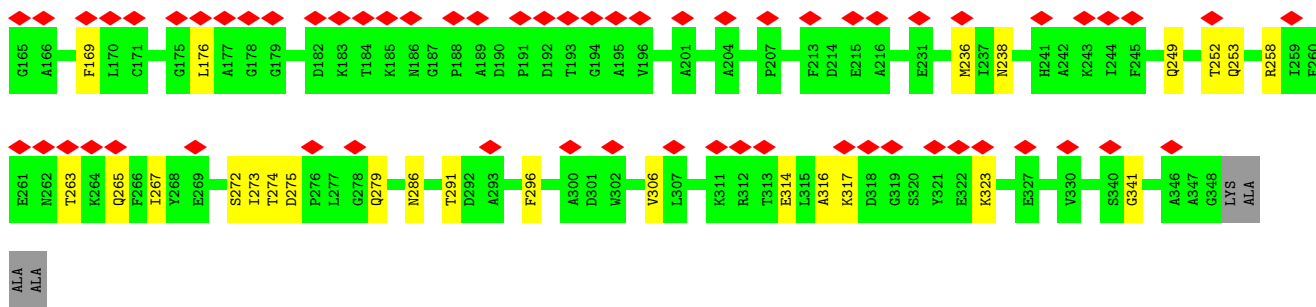 G165 A166 F169 L170 C171 G175 L176 A177 G178 G179 D182 K183 T184 K185 N186 G187 P188 A189 D190 P191 D192 T193 G194 A195 V196 A201 A204 P207 F213 D214 E215 A216 E231 M236 I237 N238 H241 A242 K243 I244 F245 Q249 T252 Q253 R258 I259
E261 N262 T263 K264 Q265 F266 I267 Y268 E269 S272 I273 T274 D275 P276 L277 G278 Q279 N286 T291 D292 A293 F296 A300 D301 W302 V306 L307 K311 R312 T313 E314 L315 A316 K317 D318 G319 S320 Y321 E322 K323 E327 V330 S340 G341 A346 A347 G348 LYS ALA
ALA ALA